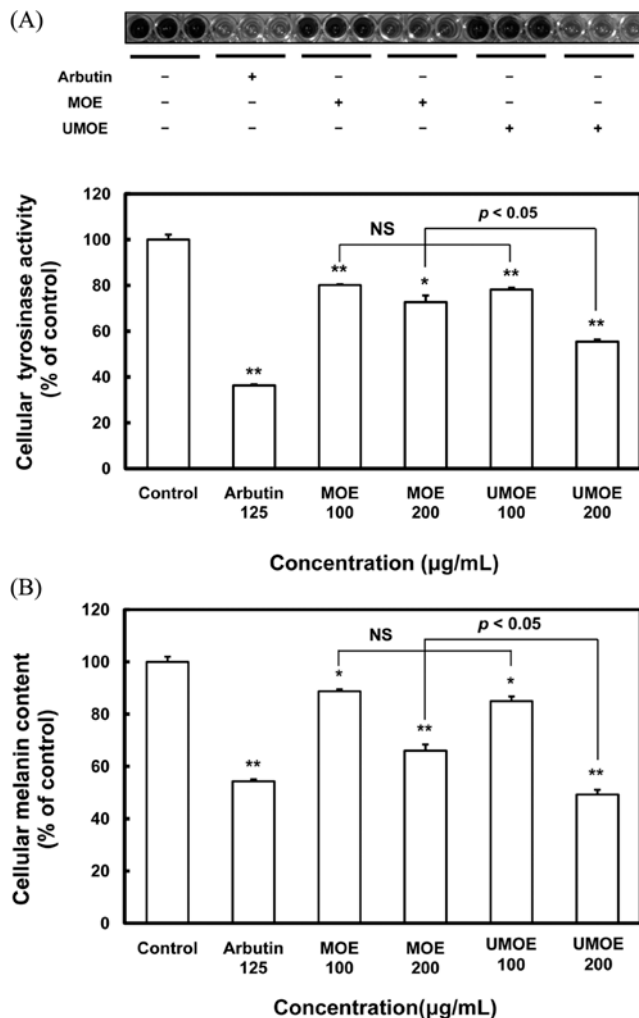 (A)
Arbutin – + – – – –
MOE – – + + – –
UMOE – – – – + +
Cellular tyrosinase activity
(% of control)
120
100
80
60
40
20
0
**
**
*
**
**
NS
p < 0.05
Control Arbutin MOE MOE UMOE UMOE
125 100 200 100 200
Concentration (µg/mL)
(B)
Cellular melanin content
(% of control)
120
100
80
60
40
20
0
**
*
**
*
**
NS
p < 0.05
Control Arbutin MOE MOE UMOE UMOE
125 100 200 100 200
Concentration(µg/mL)